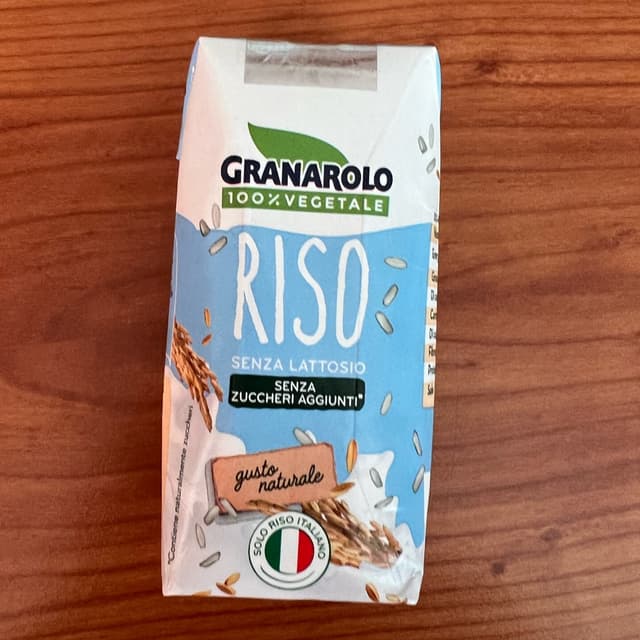 GRANAROLO
100% VEGETALE
RISO
SENZA LATTOSIO
SENZA
ZUCCHERI AGGIUNTI*
gusto
naturale
SOLO RISO ITALIANO
*Contiene naturalmente zuccheri